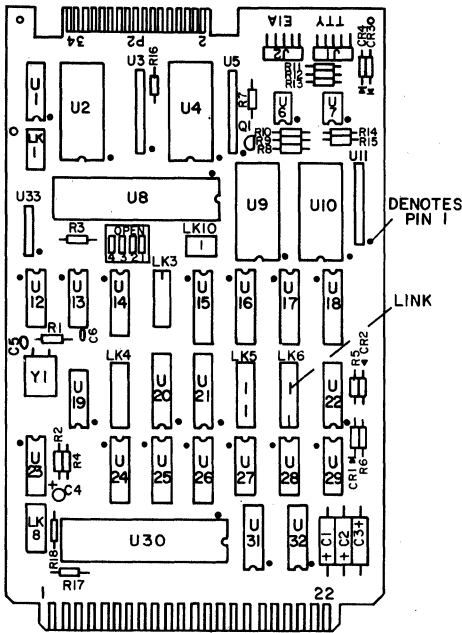 EIA TTY
34 P2 2
J2 J1
CR4
CR3
U1
U2
U3
R16
U4
U5
R7
R11
R12
R13
U6
U7
Q1
R10
R9
R8
R14
R15
LK1
U11
U33
U8
U9
U10
DENOTES
PIN 1
R3
OPEN
4 3 2 1
LK10
LK3
U12
U13
U14
U15
U16
U17
U18
LINK
C5
R1
C6
Y1
LK4
LK5
LK6
R5
CR2
U19
U20
U21
U22
U23
R2
R4
C4
+
U24
U25
U26
U27
U28
U29
CR1
R6
LK8
R18
U30
U31
U32
+C1
+C2
C3+
R17
1 22